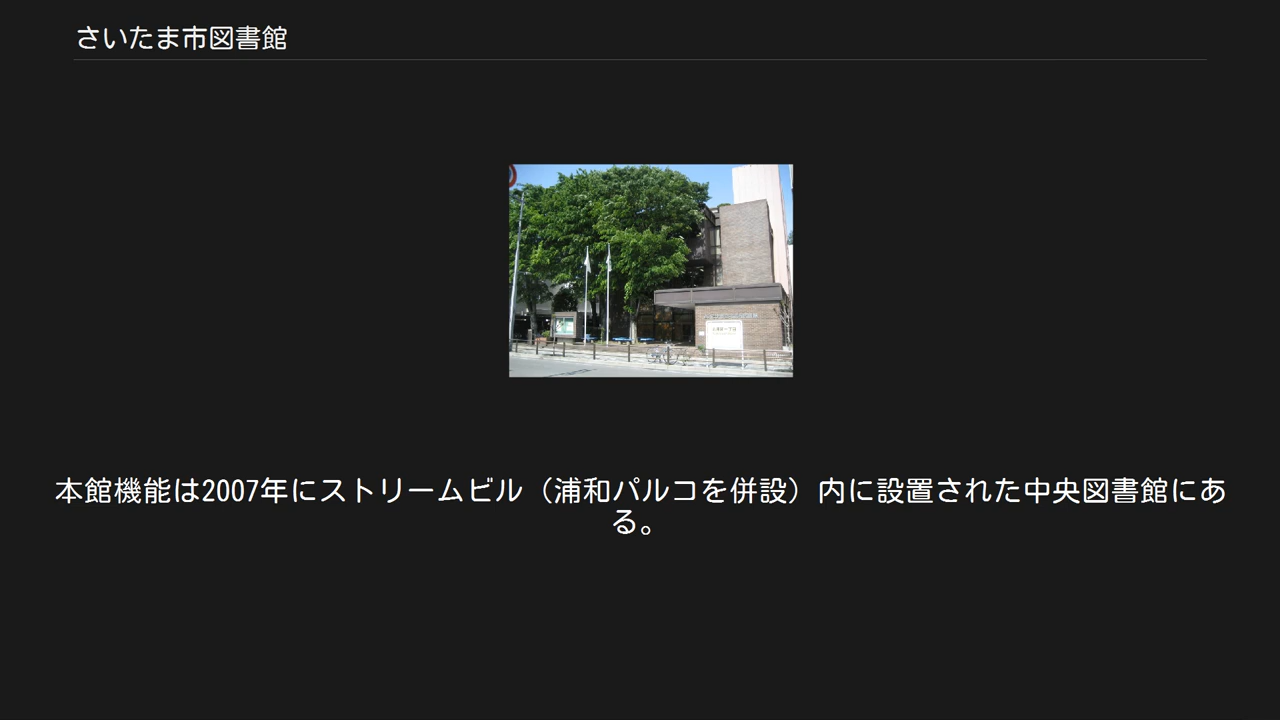 さいたま市図書館
本館機能は2007年にストリームビル（浦和パルコを併設）内に設置された中央図書館にあ
る。